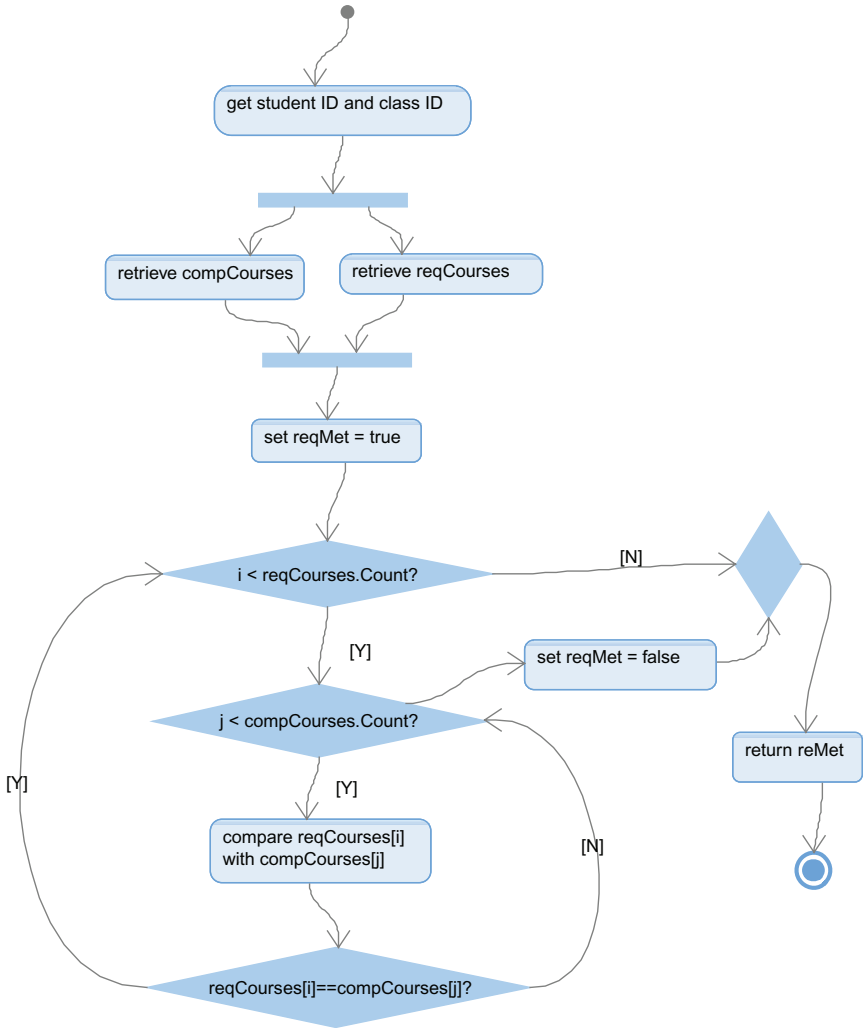 get student ID and class ID
retrieve compCourses
retrieve reqCourses
set reqMet = true
i < reqCourses.Count?
[N]
[Y]
set reqMet = false
j < compCourses.Count?
return reMet
[Y]
[Y]
compare reqCourses[i]
with compCourses[j]
[N]
reqCourses[i]==compCourses[j]?